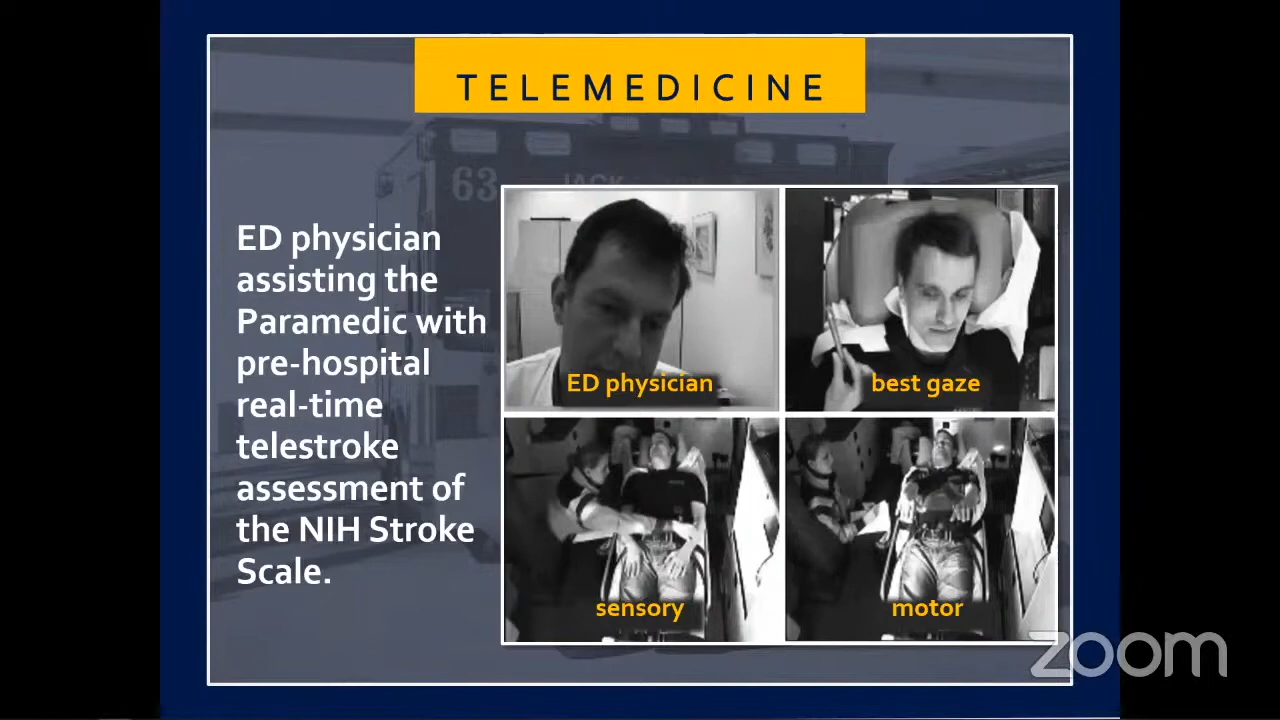 TELEMEDICINE
63
ED physician
assisting the
Paramedic with
pre-hospital
real-time
telestroke
assessment of
the NIH Stroke
Scale.
ED physician
best gaze
sensory
motor
zoom